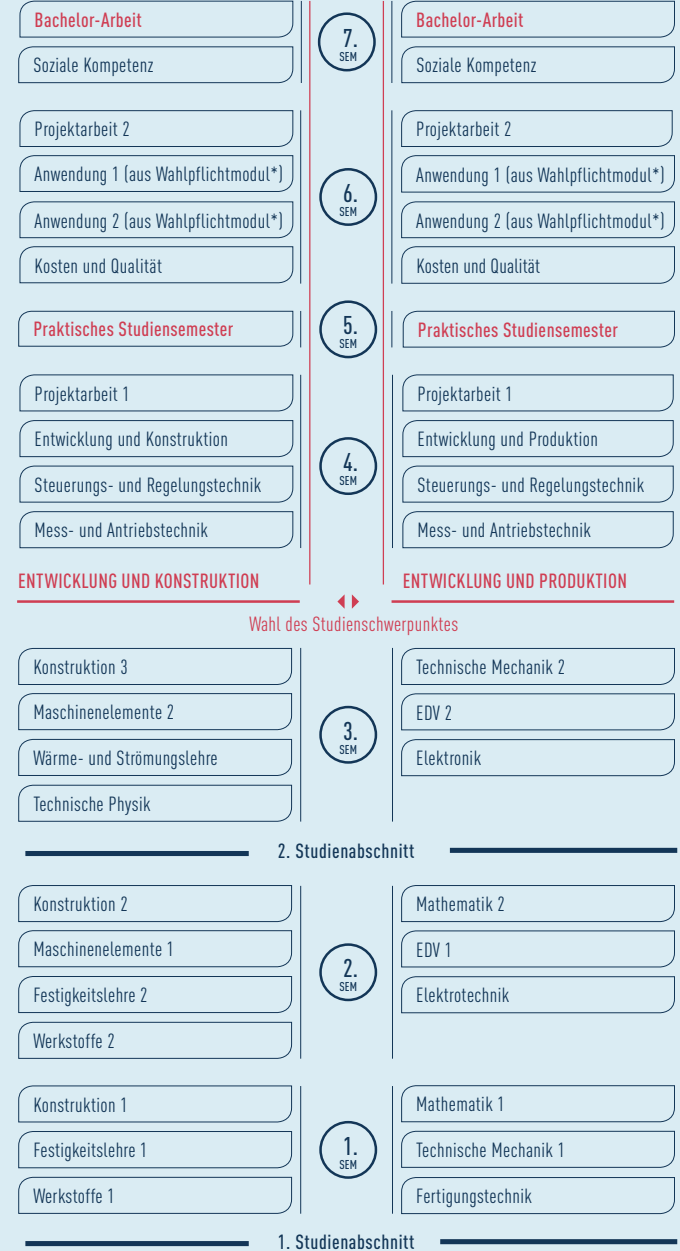 Bachelor-Arbeit
Soziale Kompetenz
7.
SEM
Bachelor-Arbeit
Soziale Kompetenz
Projektarbeit 2
Anwendung 1 (aus Wahlpflichtmodul*)
Anwendung 2 (aus Wahlpflichtmodul*)
Kosten und Qualität
6.
SEM
Projektarbeit 2
Anwendung 1 (aus Wahlpflichtmodul*)
Anwendung 2 (aus Wahlpflichtmodul*)
Kosten und Qualität
Praktisches Studiensemester
5.
SEM
Praktisches Studiensemester
Projektarbeit 1
Entwicklung und Konstruktion
Steuerungs- und Regelungstechnik
Mess- und Antriebstechnik
4.
SEM
Projektarbeit 1
Entwicklung und Produktion
Steuerungs- und Regelungstechnik
Mess- und Antriebstechnik
ENTWICKLUNG UND KONSTRUKTION
ENTWICKLUNG UND PRODUKTION
Wahl des Studienschwerpunktes
Konstruktion 3
Maschinenelemente 2
Wärme- und Strömungslehre
Technische Physik
3.
SEM
Technische Mechanik 2
EDV 2
Elektronik
2. Studienabschnitt
Konstruktion 2
Maschinenelemente 1
Festigkeitslehre 2
Werkstoffe 2
2.
SEM
Mathematik 2
EDV 1
Elektrotechnik
Konstruktion 1
Festigkeitslehre 1
Werkstoffe 1
1.
SEM
Mathematik 1
Technische Mechanik 1
Fertigungstechnik
1. Studienabschnitt